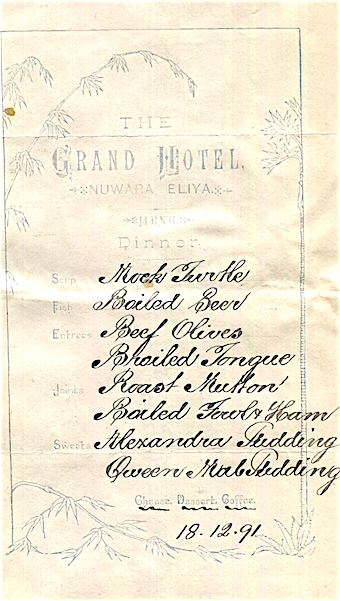 THE
GRAND HOTEL,
NUWARA ELIYA.
MENU
Dinner.
Soup Mock Turtle
Fish Boiled Seer
Entrees Beef Olives
Broiled Tongue
Joints Roast Mutton
Boiled Fowl & Ham
Sweets Alexandra Pudding
Queen Mab Pudding
Cheese. Dessert. Coffee.
18.12.91